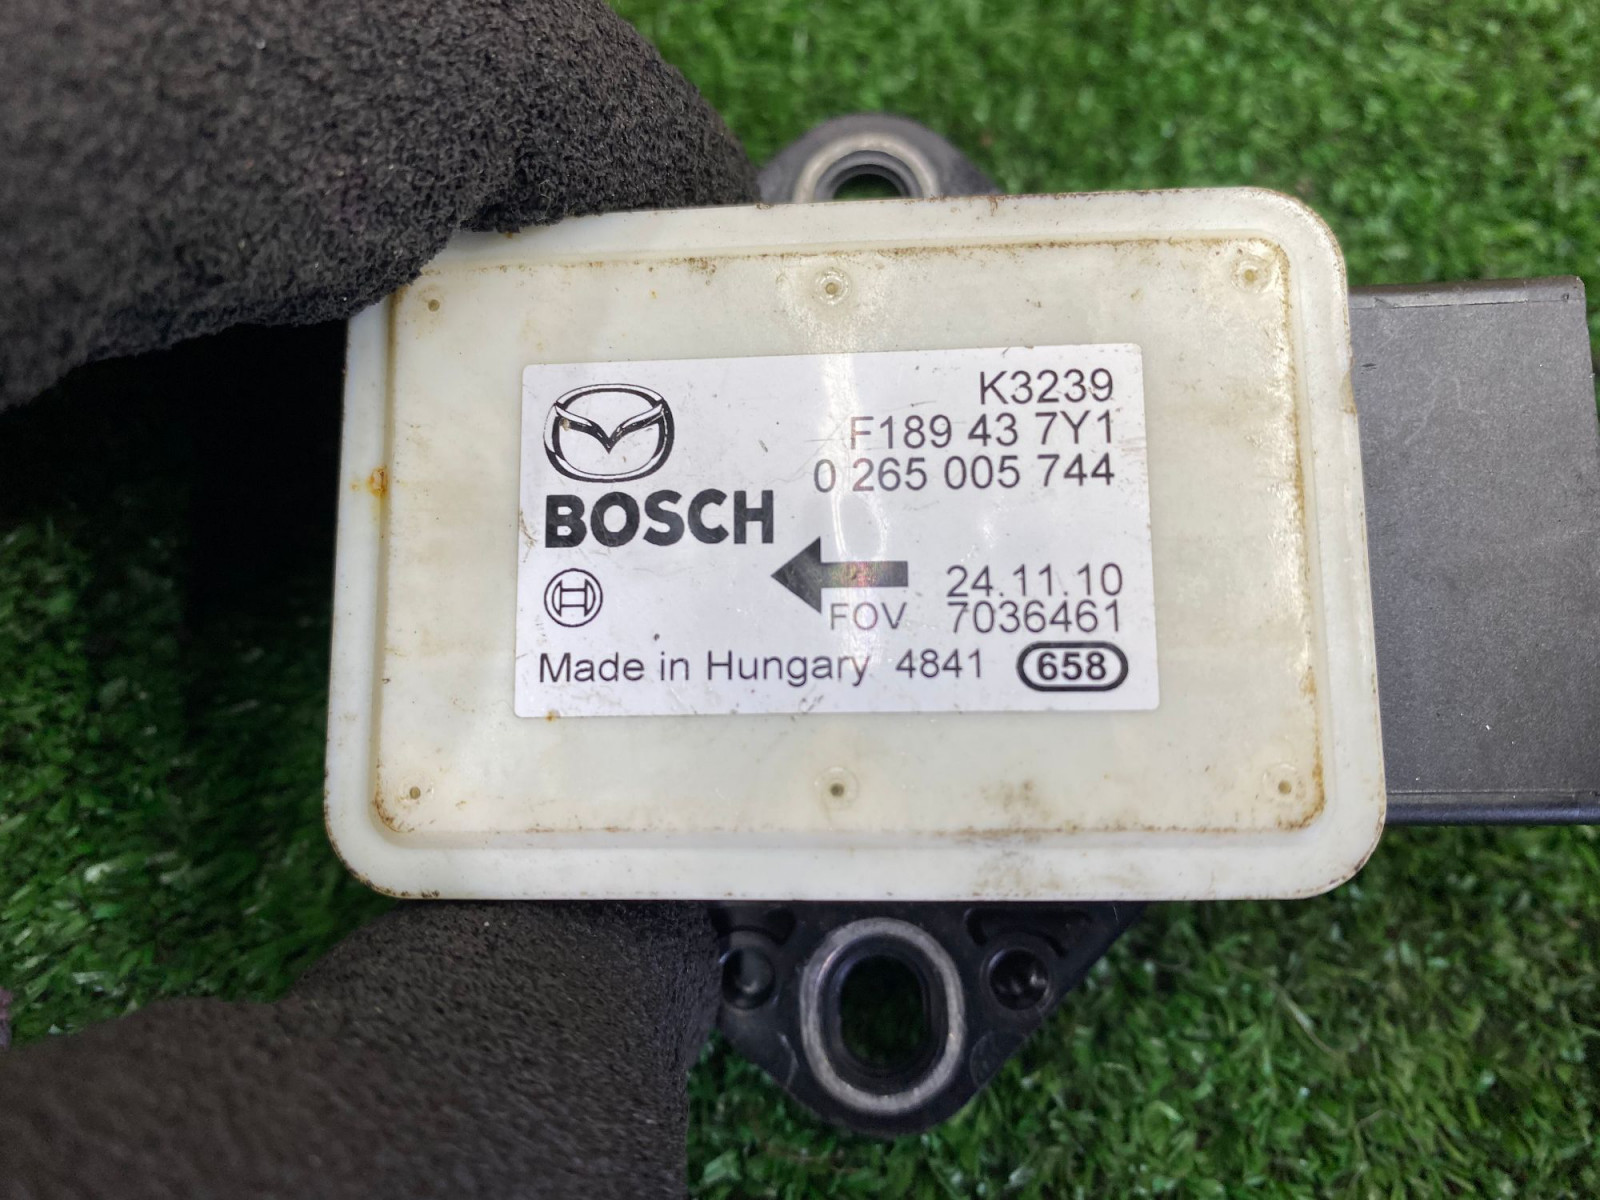 K3239
F189 43 7Y1
0 265 005 744
BOSCH
24.11.10
FOV 7036461
Made in Hungary 4841 658